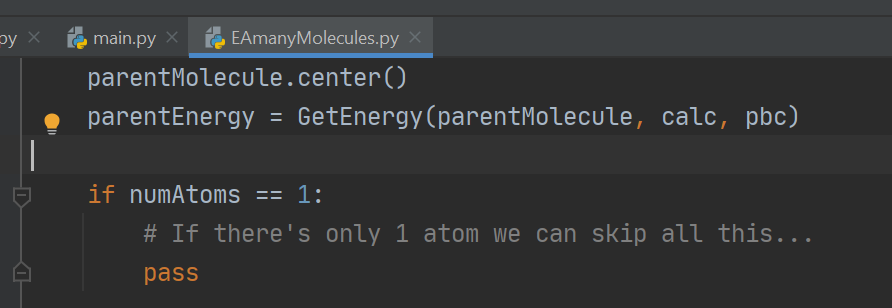 py main.py EAmanyMolecules.py
parentMolecule.center()
parentEnergy = GetEnergy(parentMolecule, calc, pbc)
if numAtoms == 1:
# If there's only 1 atom we can skip all this...
pass